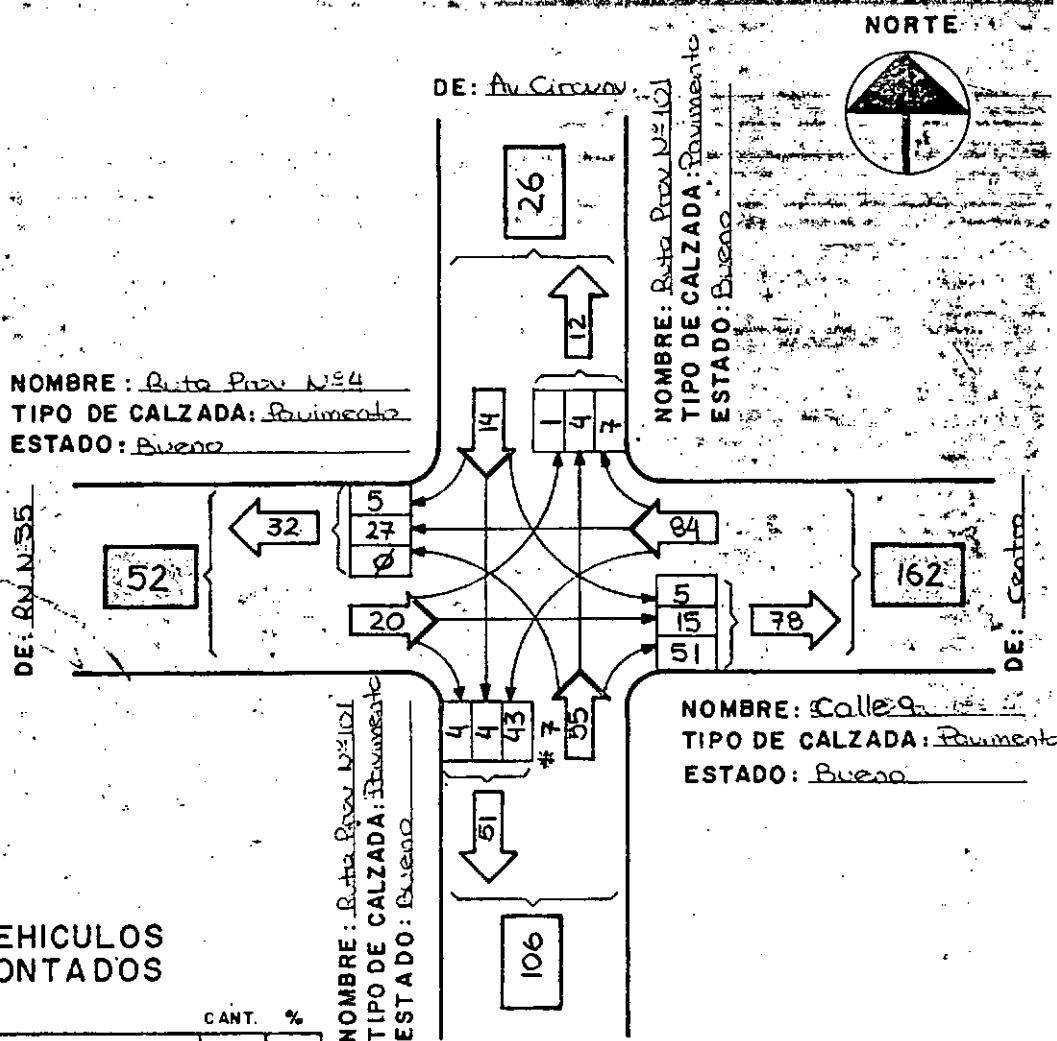 NORTE
DE: Av Circunv.
26
12
NOMBRE: Ruta Prov Nº101
TIPO DE CALZADA: Pavimento
ESTADO: Bueno
NOMBRE: Ruta Prov Nº4
TIPO DE CALZADA: Pavimento
ESTADO: Bueno
14
1 4 7
DE: RN Nº35
52
32
5
27
Ø
84
162
DE: Centro
20
5
15
51
78
4 4 43
# 7
55
51
106
NOMBRE: Calle 9
TIPO DE CALZADA: Pavimento
ESTADO: Bueno
NOMBRE: Ruta Prov Nº101
TIPO DE CALZADA: Pavimento
ESTADO: Bueno
EHICULOS
ONTADOS
CANT. %